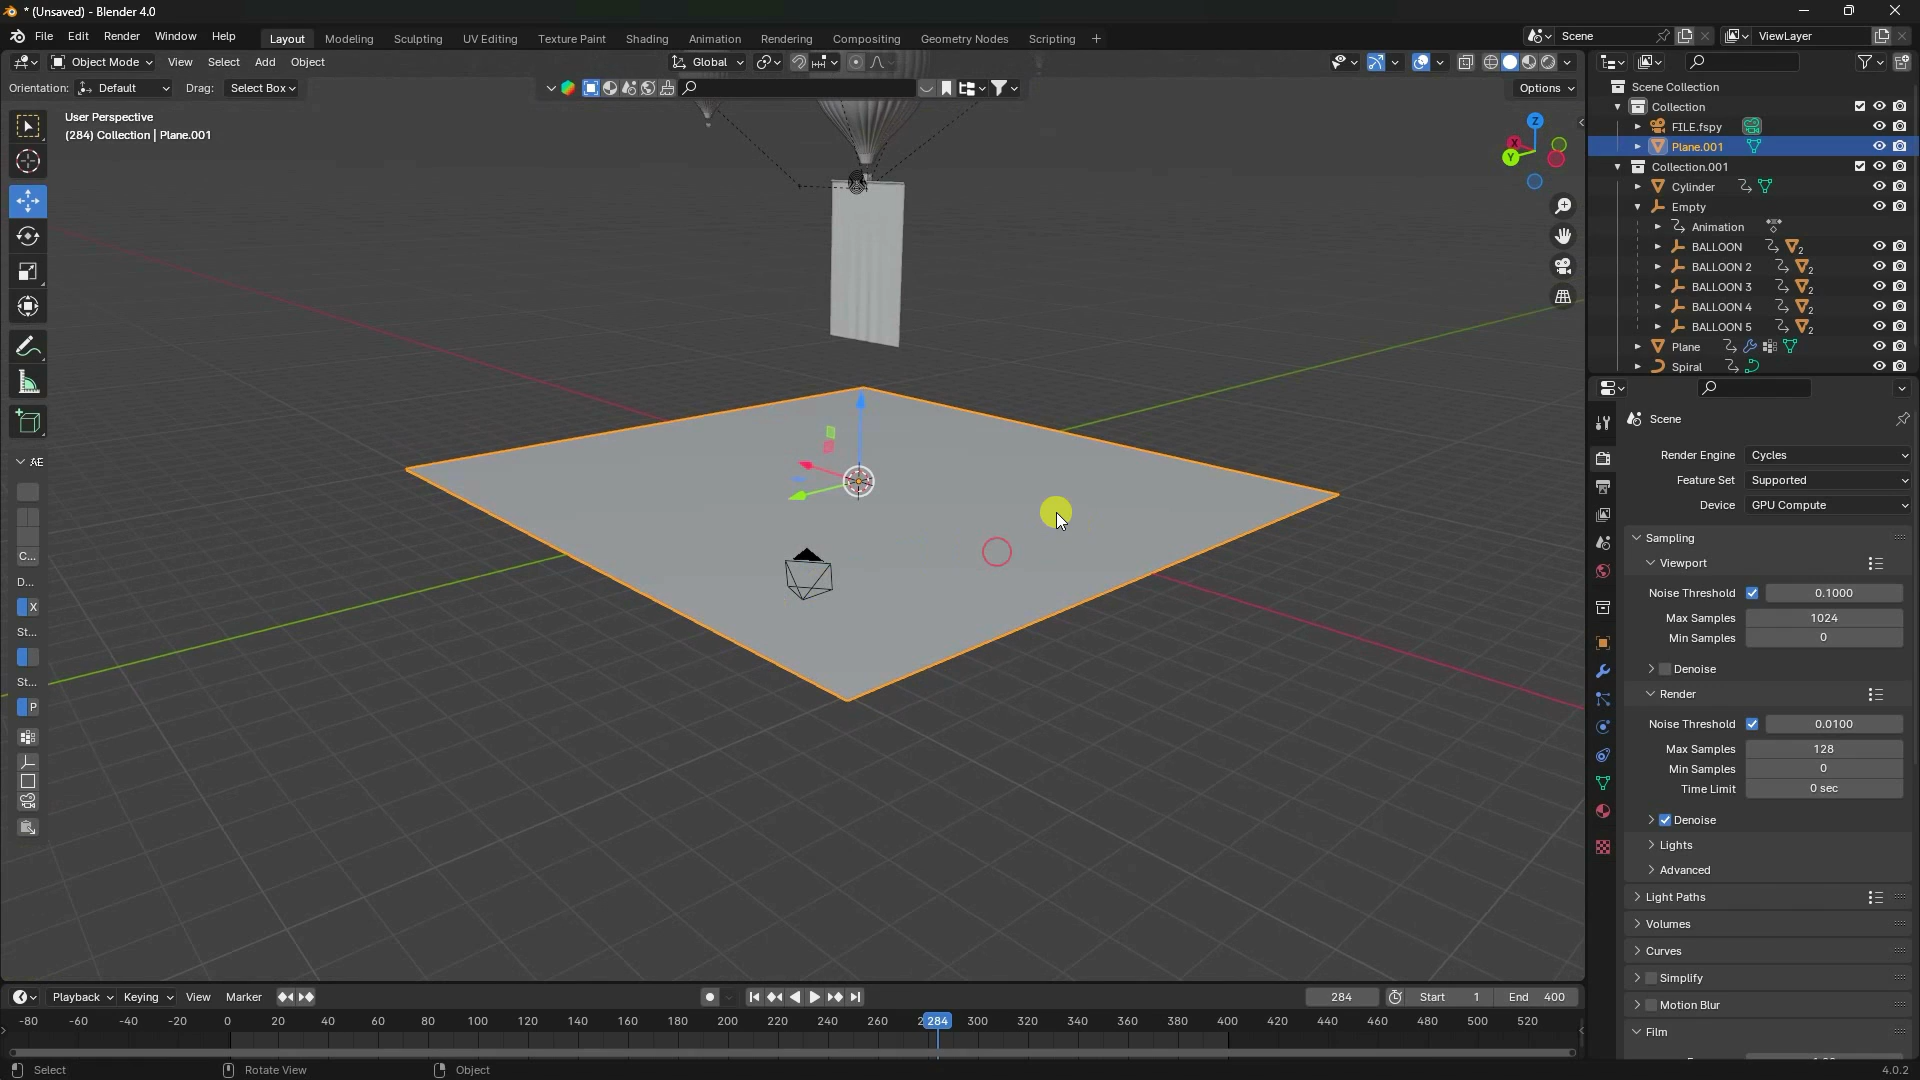 * (Unsaved) - Blender 4.0
File Edit Render Window Help
Layout Modeling Sculpting UV Editing Texture Paint Shading Animation Rendering Compositing Geometry Nodes Scripting +
Scene
ViewLayer
Object Mode View Select Add Object
Global
Orientation: Default Drag: Select Box
Options
User Perspective
(284) Collection | Plane.001
Z
X
Y
AE
C...
D...
X
St...
St...
P
Scene Collection
Collection
FILE.fspy
Plane.001
Collection.001
Cylinder
Empty
Animation
BALLOON 2
BALLOON 2 2
BALLOON 3 2
BALLOON 4 2
BALLOON 5 2
Plane
Spiral
Scene
Render Engine Cycles
Feature Set Supported
Device GPU Compute
Sampling
Viewport
Noise Threshold 0.1000
Max Samples 1024
Min Samples 0
Denoise
Render
Noise Threshold 0.0100
Max Samples 128
Min Samples 0
Time Limit 0 sec
Denoise
Lights
Advanced
Light Paths
Volumes
Curves
Simplify
Motion Blur
Film
Playback Keying View Marker
284 Start 1 End 400
-80 -60 -40 -20 0 20 40 60 80 100 120 140 160 180 200 220 240 260 284 300 320 340 360 380 400 420 440 460 480 500 520
Select Rotate View Object
4.0.2